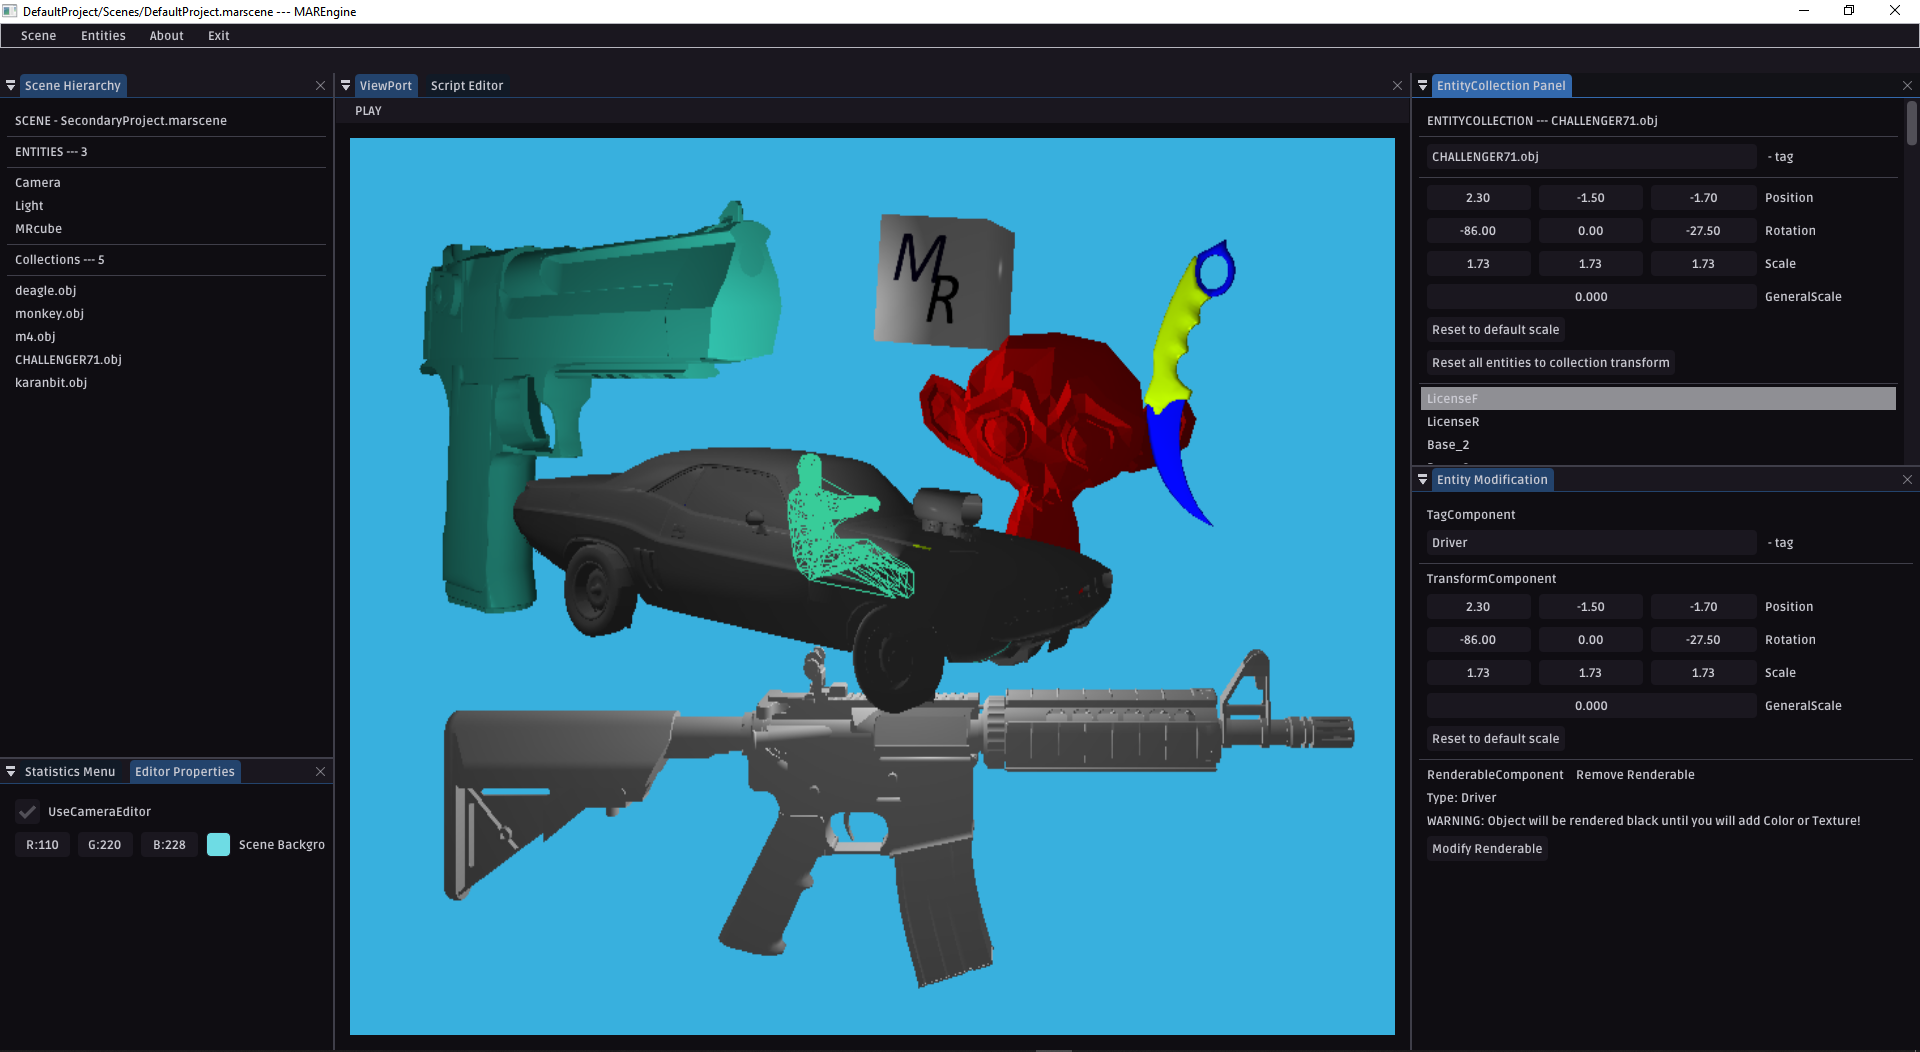 DefaultProject/Scenes/DefaultProject.marscene --- MAREngine
Scene Entities About Exit
Scene Hierarchy
SCENE - SecondaryProject.marscene
ENTITIES --- 3
Camera
Light
MRcube
Collections --- 5
deagle.obj
monkey.obj
m4.obj
CHALLENGER71.obj
karanbit.obj
Statistics Menu Editor Properties
UseCameraEditor
R:110 G:220 B:228 Scene Backgro
ViewPort Script Editor
PLAY
M
R
EntityCollection Panel
ENTITYCOLLECTION --- CHALLENGER71.obj
CHALLENGER71.obj - tag
2.30 -1.50 -1.70 Position
-86.00 0.00 -27.50 Rotation
1.73 1.73 1.73 Scale
0.000 GeneralScale
Reset to default scale
Reset all entities to collection transform
LicenseF
LicenseR
Base_2
Entity Modification
TagComponent
Driver - tag
TransformComponent
2.30 -1.50 -1.70 Position
-86.00 0.00 -27.50 Rotation
1.73 1.73 1.73 Scale
0.000 GeneralScale
Reset to default scale
RenderableComponent Remove Renderable
Type: Driver
WARNING: Object will be rendered black until you will add Color or Texture!
Modify Renderable